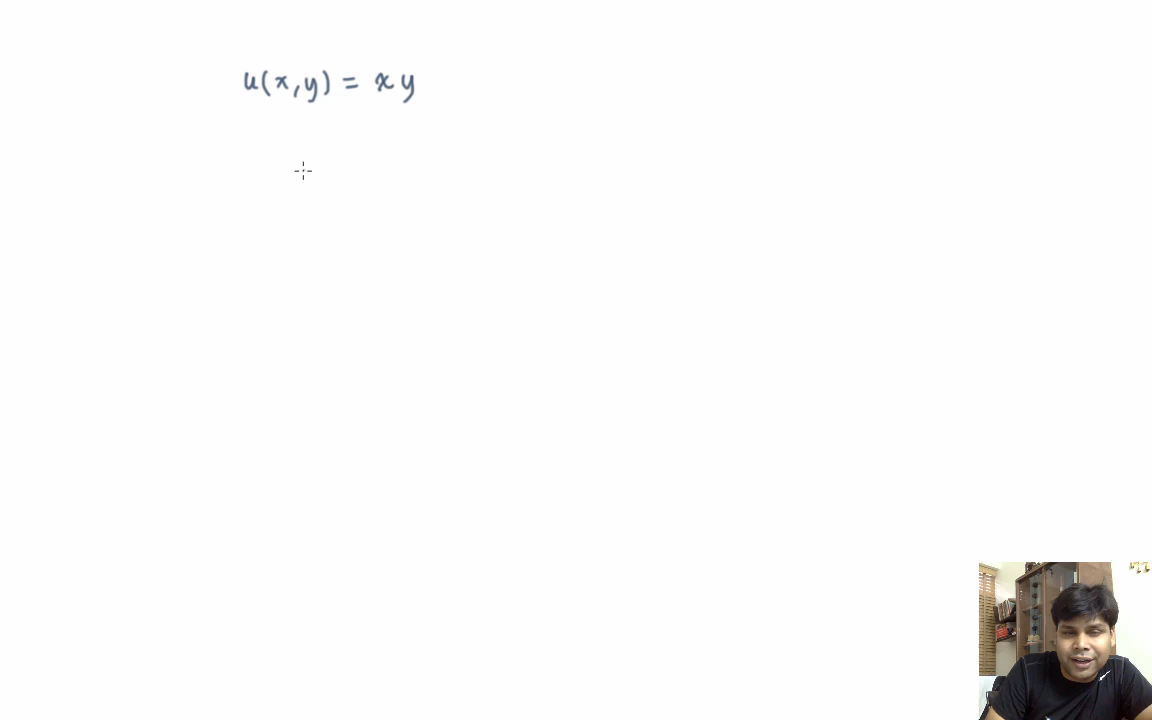 u(x,y) = xy